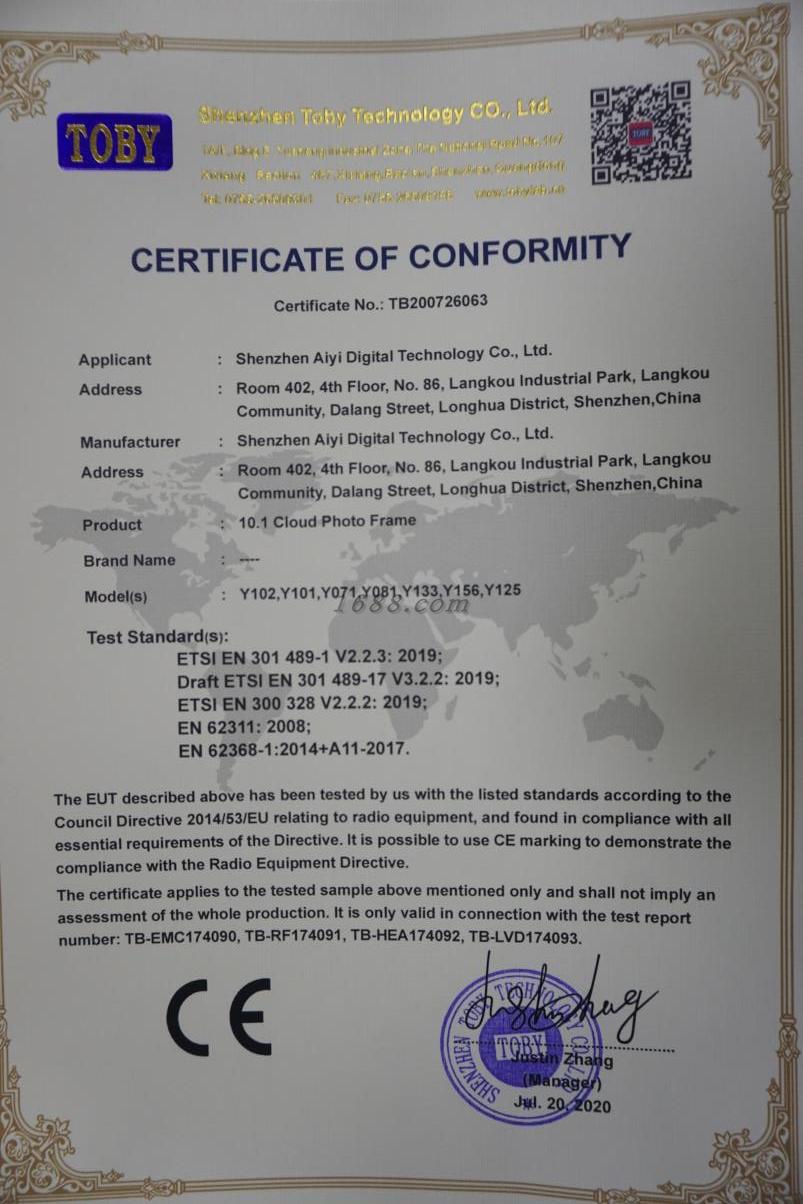 TOBY
Shenzhen Toby Technology CO., Ltd.
TOBY
CERTIFICATE OF CONFORMITY
Certificate No.: TB200726063
Applicant : Shenzhen Aiyi Digital Technology Co., Ltd.
Address : Room 402, 4th Floor, No. 86, Langkou Industrial Park, Langkou
Community, Dalang Street, Longhua District, Shenzhen,China
Manufacturer : Shenzhen Aiyi Digital Technology Co., Ltd.
Address : Room 402, 4th Floor, No. 86, Langkou Industrial Park, Langkou
Community, Dalang Street, Longhua District, Shenzhen,China
Product : 10.1 Cloud Photo Frame
Brand Name : ----
Model(s) : Y102,Y101,Y071,Y081,Y133,Y156,Y125
1688.com
Test Standard(s):
ETSI EN 301 489-1 V2.2.3: 2019;
Draft ETSI EN 301 489-17 V3.2.2: 2019;
ETSI EN 300 328 V2.2.2: 2019;
EN 62311: 2008;
EN 62368-1:2014+A11-2017.
The EUT described above has been tested by us with the listed standards according to the
Council Directive 2014/53/EU relating to radio equipment, and found in compliance with all
essential requirements of the Directive. It is possible to use CE marking to demonstrate the
compliance with the Radio Equipment Directive.
The certificate applies to the tested sample above mentioned only and shall not imply an
assessment of the whole production. It is only valid in connection with the test report
number: TB-EMC174090, TB-RF174091, TB-HEA174092, TB-LVD174093.
CE
SHENZHEN TOBY TECHNOLOGY CO.,LTD
TOBY
Justin Zhang
(Manager)
Jul. 20, 2020